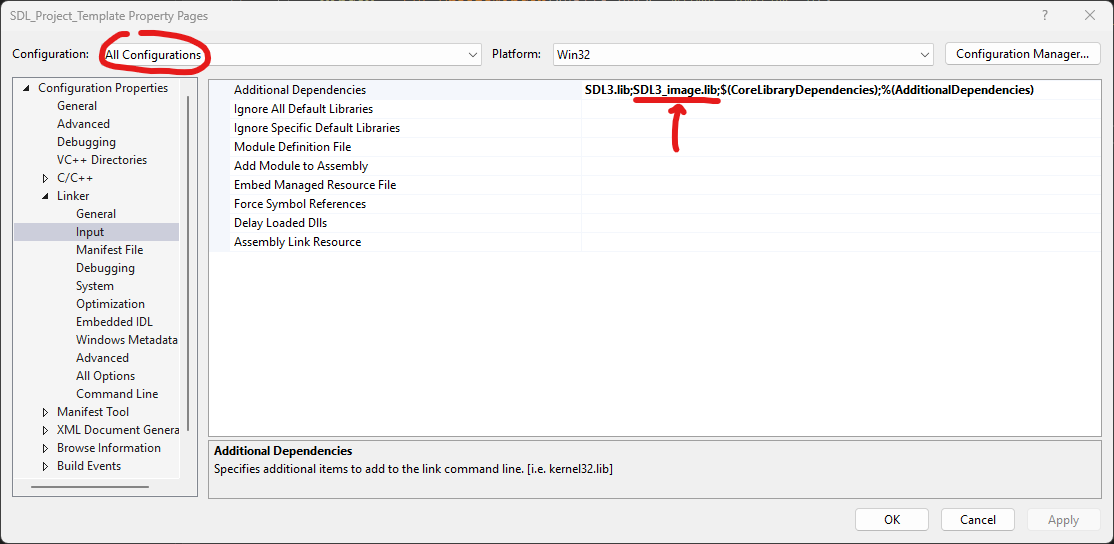 SDL_Project_Template Property Pages
?
Configuration: All Configurations Platform: Win32 Configuration Manager...
Configuration Properties
General
Advanced
Debugging
VC++ Directories
C/C++
Linker
General
Input
Manifest File
Debugging
System
Optimization
Embedded IDL
Windows Metadata
Advanced
All Options
Command Line
Manifest Tool
XML Document Genera
Browse Information
Build Events
Additional Dependencies SDL3.lib;SDL3_image.lib;$(CoreLibraryDependencies);%(AdditionalDependencies)
Ignore All Default Libraries
Ignore Specific Default Libraries
Module Definition File
Add Module to Assembly
Embed Managed Resource File
Force Symbol References
Delay Loaded Dlls
Assembly Link Resource
Additional Dependencies
Specifies additional items to add to the link command line. [i.e. kernel32.lib]
OK Cancel Apply